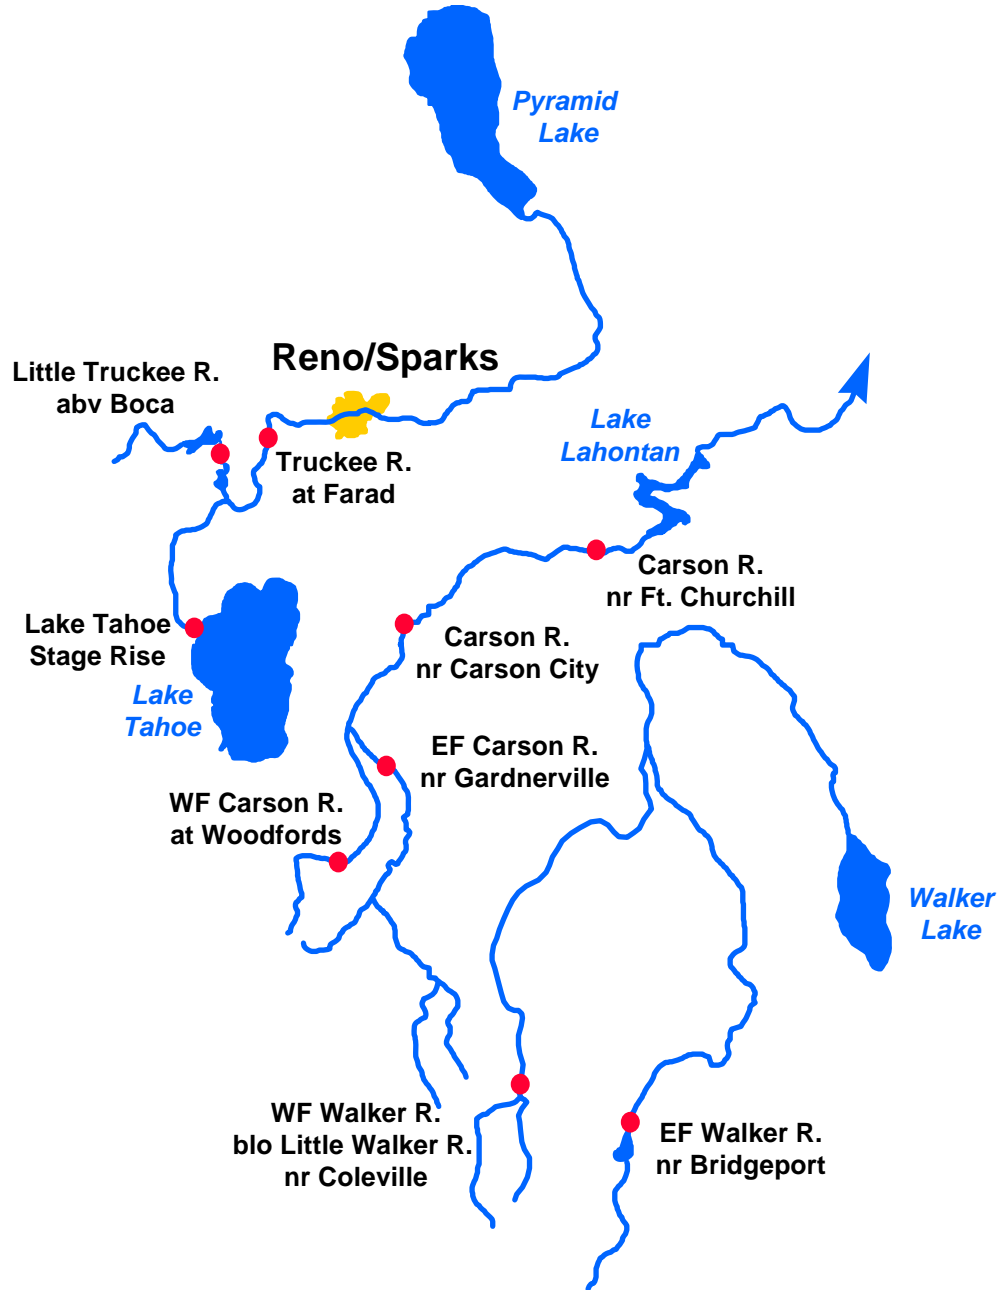 Pyramid
Lake
Reno/Sparks
Little Truckee R.
abv Boca
Lake
Lahontan
Truckee R.
at Farad
Carson R.
nr Ft. Churchill
Lake Tahoe
Stage Rise
Carson R.
nr Carson City
Lake
Tahoe
EF Carson R.
nr Gardnerville
WF Carson R.
at Woodfords
Walker
Lake
WF Walker R.
blo Little Walker R.
nr Coleville
EF Walker R.
nr Bridgeport